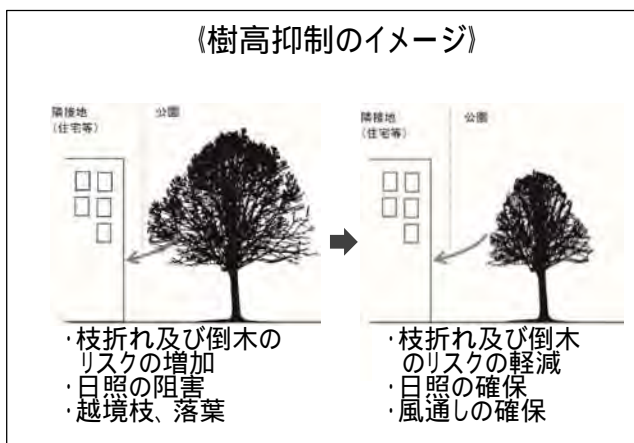 《樹高抑制のイメージ》
隣接地
(住宅等)
公園
・枝折れ及び倒木の
リスクの増加
・日照の阻害
・越境枝、落葉
隣接地
(住宅等)
公園
・枝折れ及び倒木
のリスクの軽減
・日照の確保
・風通しの確保